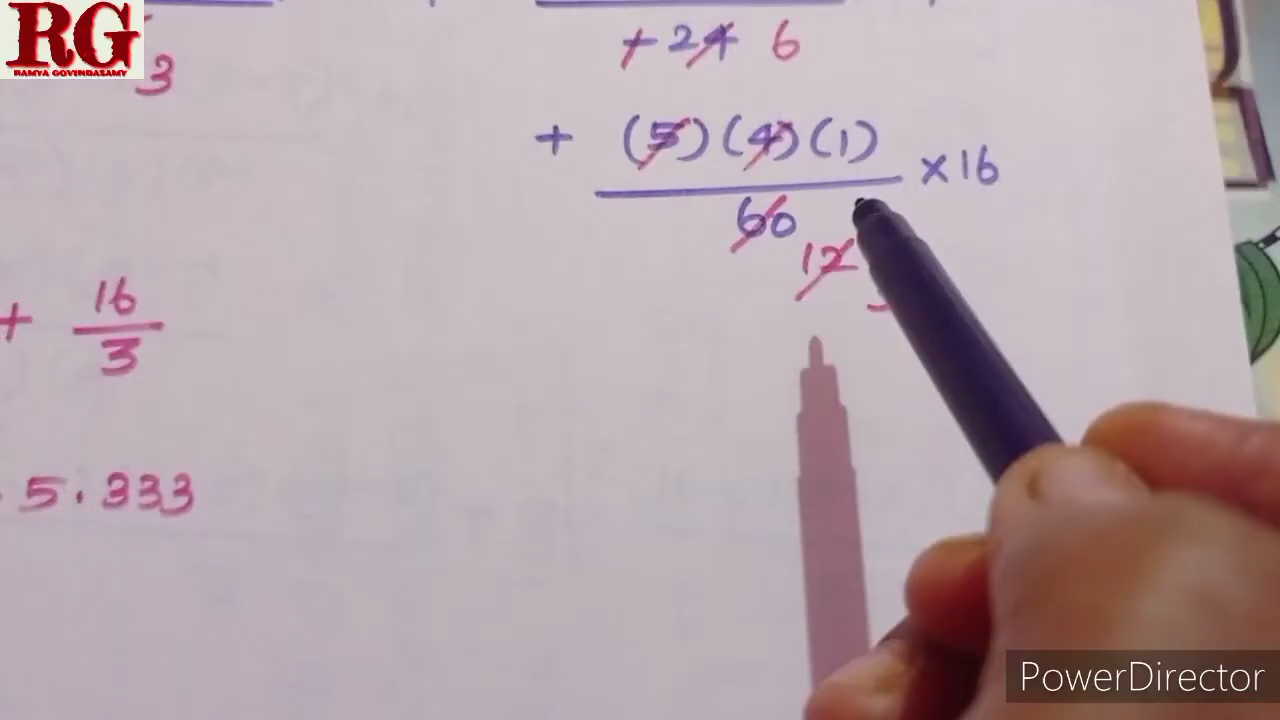 RG
RAMYA GOVINDASAMY
3
+ 24 6
+ (5)(4)(1) × 16
60
12
+ 16
3
. 5.333
PowerDirector